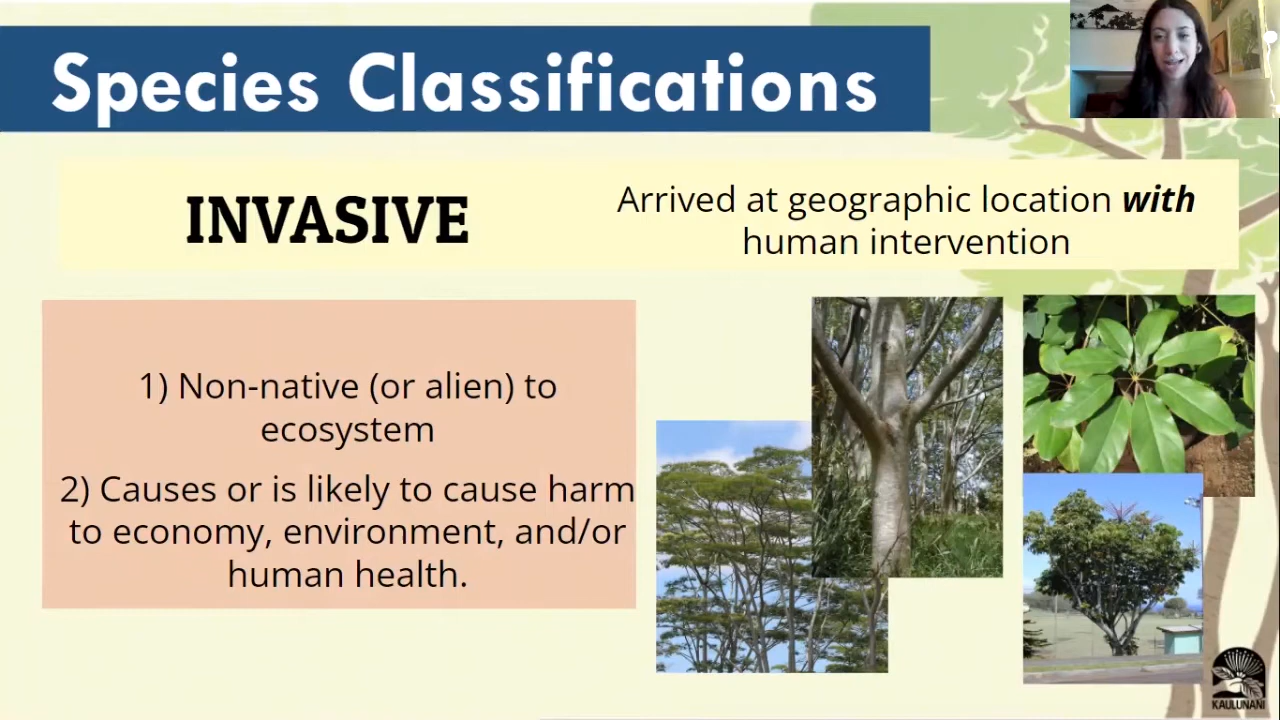 Species Classifications
INVASIVE
Arrived at geographic location with
human intervention
1) Non-native (or alien) to
ecosystem
2) Causes or is likely to cause harm
to economy, environment, and/or
human health.
KAULUNANI